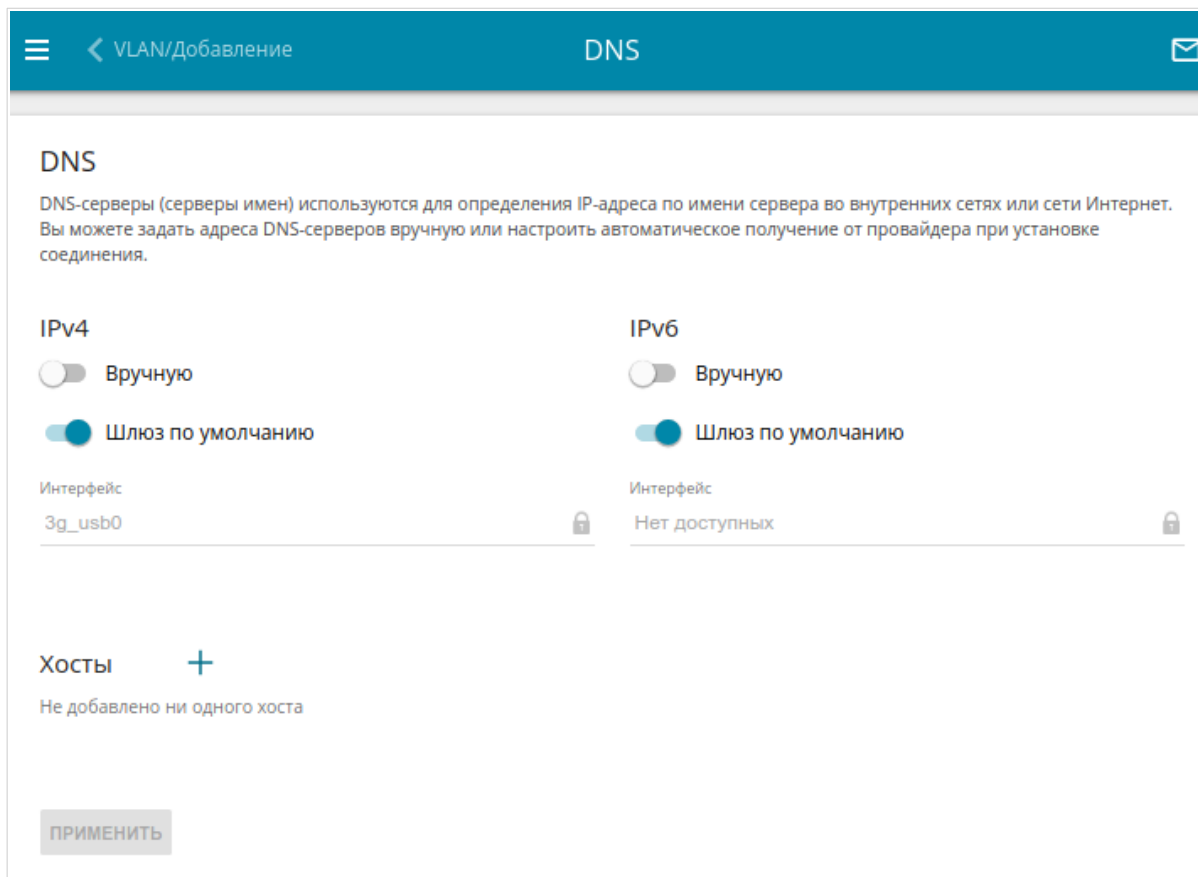 VLAN/Добавление
DNS
DNS
DNS-серверы (серверы имен) используются для определения IP-адреса по имени сервера во внутренних сетях или сети Интернет.
Вы можете задать адреса DNS-серверов вручную или настроить автоматическое получение от провайдера при установке
соединения.
IPv4
IPv6
Вручную
Вручную
Шлюз по умолчанию
Шлюз по умолчанию
Интерфейс
Интерфейс
3g_usb0
Нет доступных
Хосты
Не добавлено ни одного хоста
ПРИМЕНИТЬ